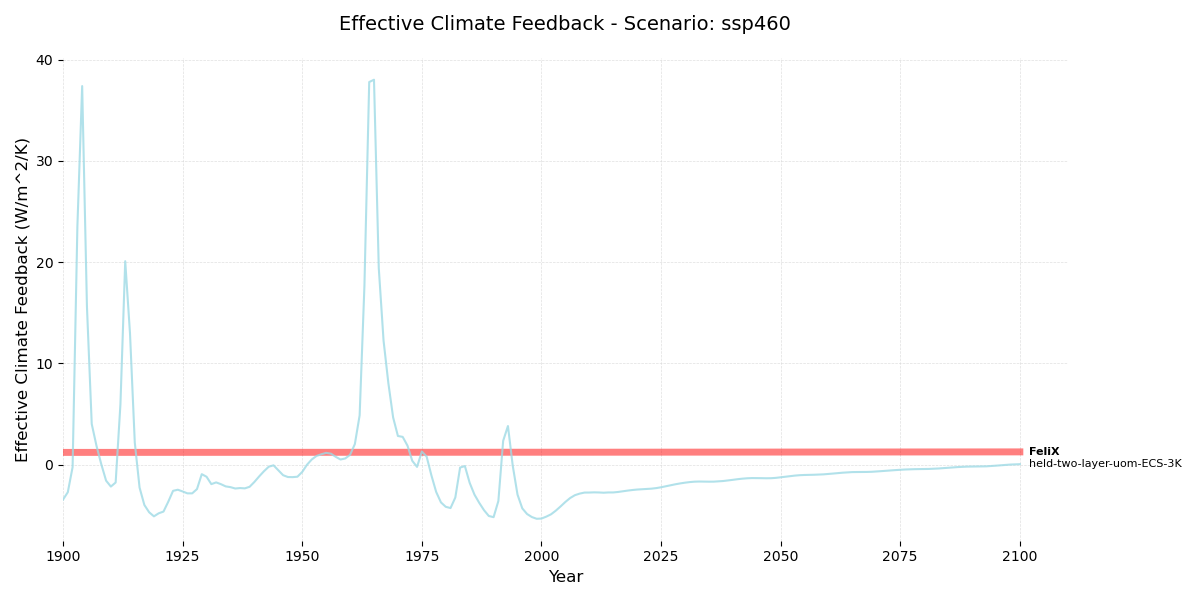 Effective Climate Feedback - Scenario: ssp460
Effective Climate Feedback (W/m^2/K)
40
30
20
10
0
FeliX
held-two-layer-uom-ECS-3K
1900
1925
1950
1975
2000
2025
2050
2075
2100
Year